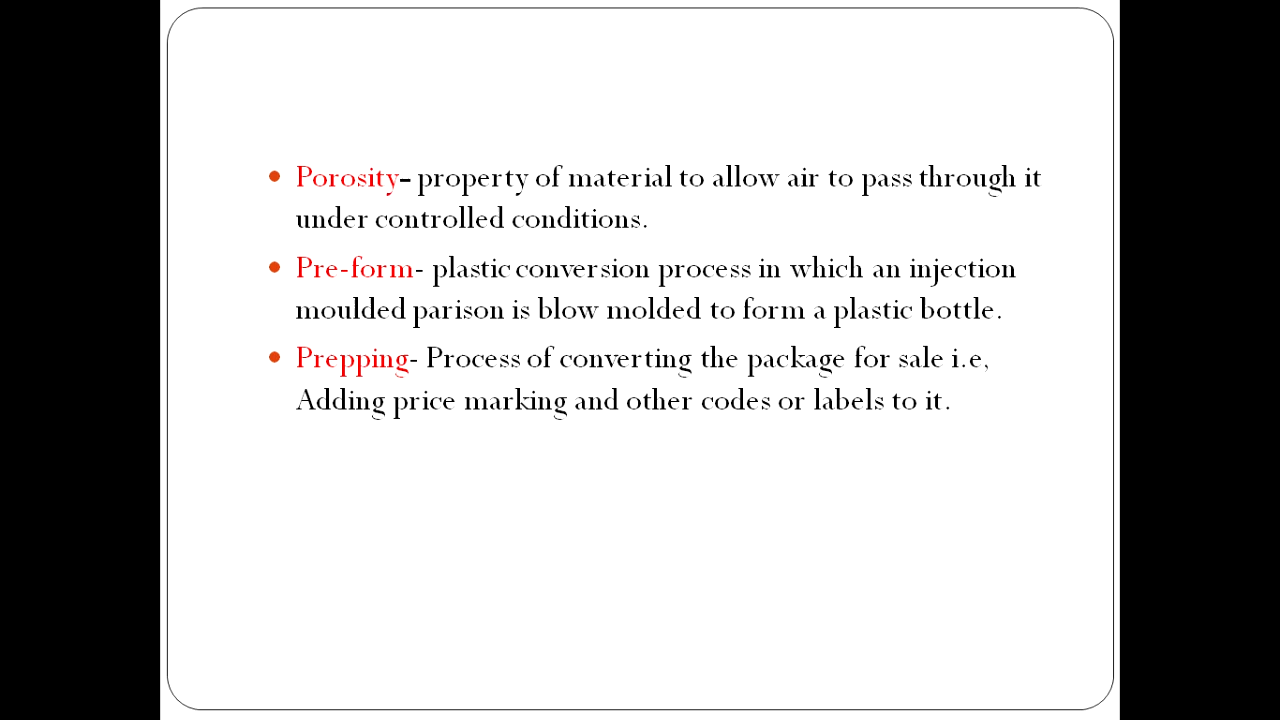 Porosity- property of material to allow air to pass through it
under controlled conditions.
Pre-form- plastic conversion process in which an injection
moulded parison is blow molded to form a plastic bottle.
Prepping- Process of converting the package for sale i.e,
Adding price marking and other codes or labels to it.